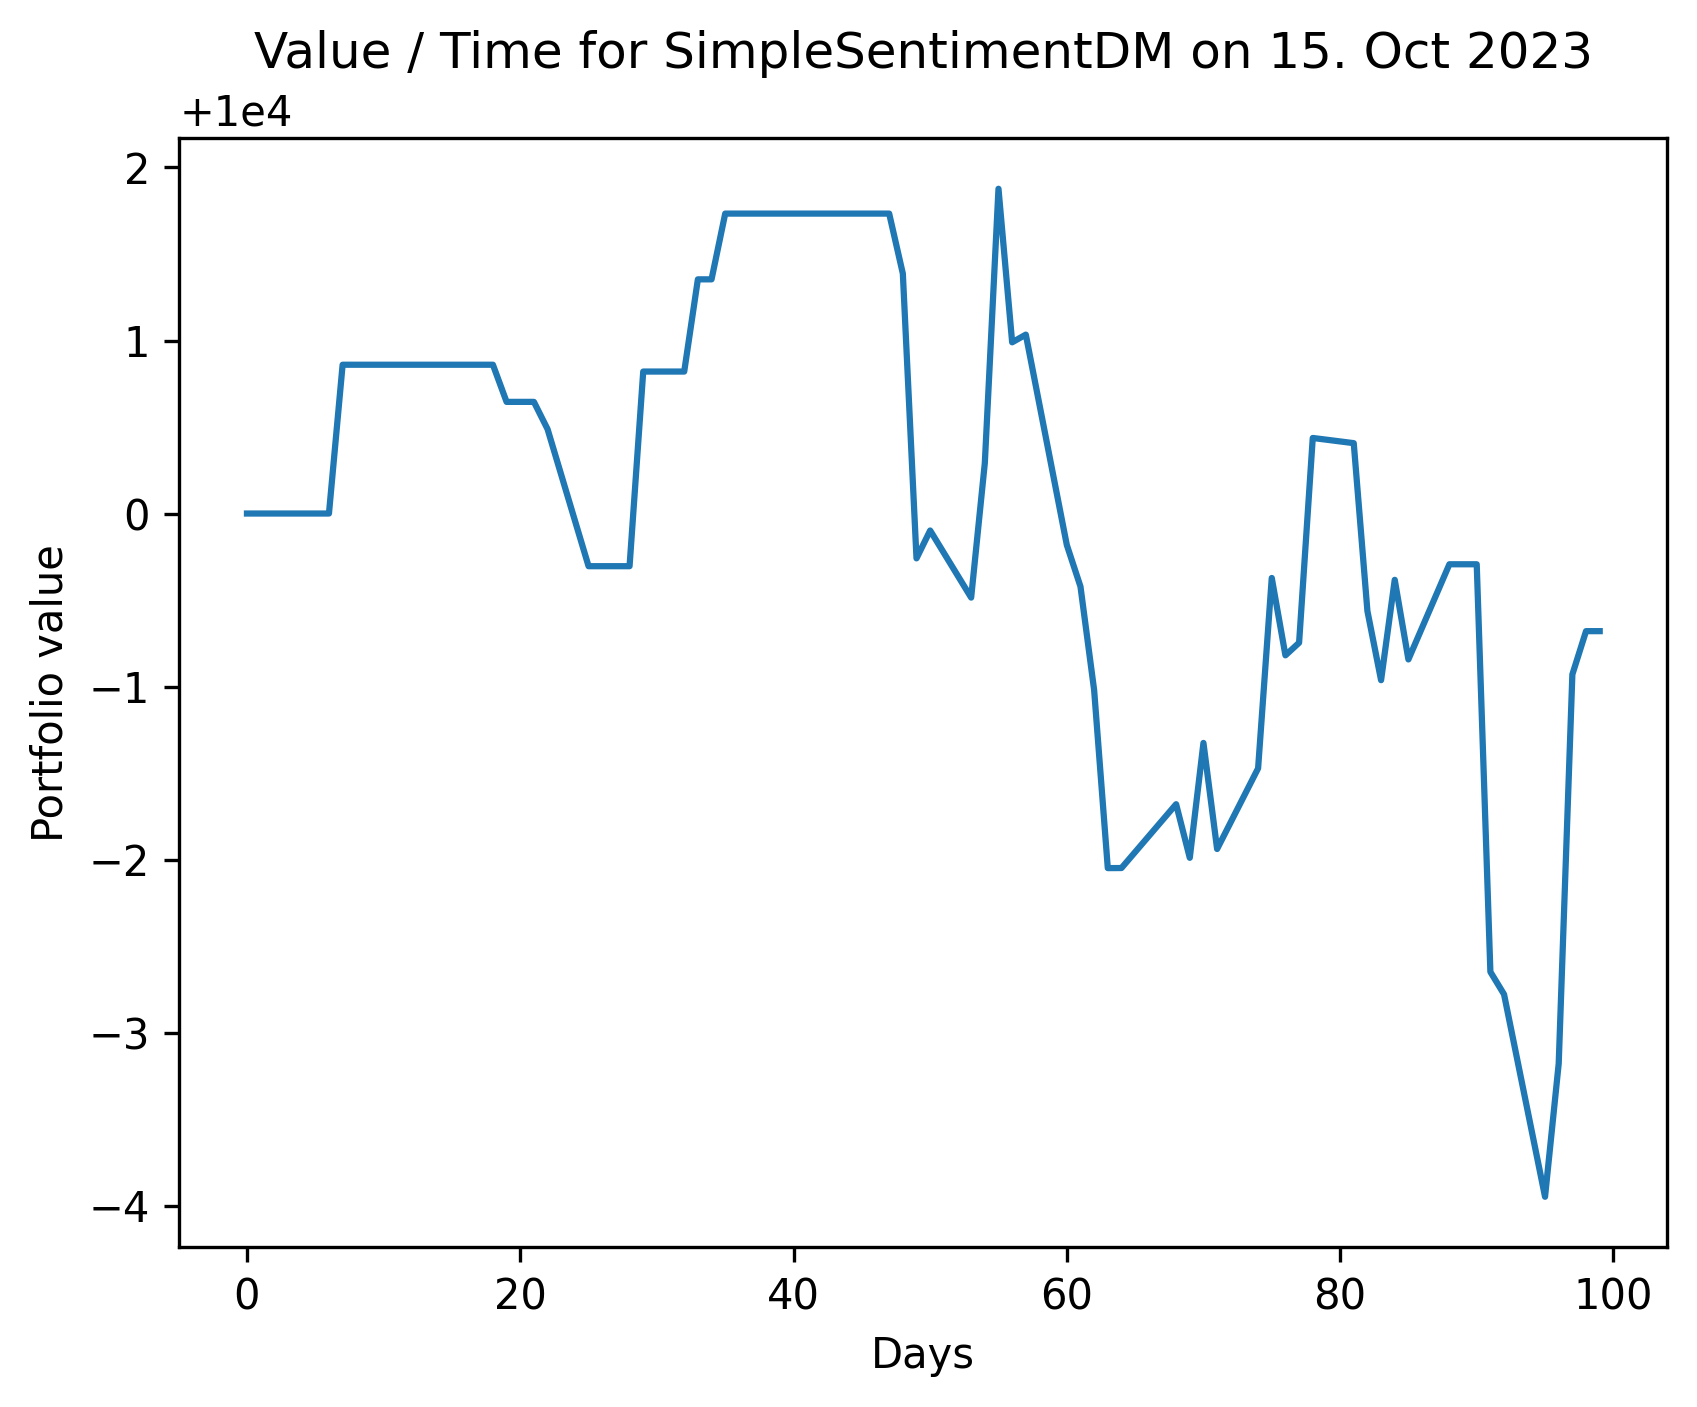 Value / Time for SimpleSentimentDM on 15. Oct 2023
+1e4
2
1
0
−1
−2
−3
−4
Portfolio value
0 20 40 60 80 100
Days